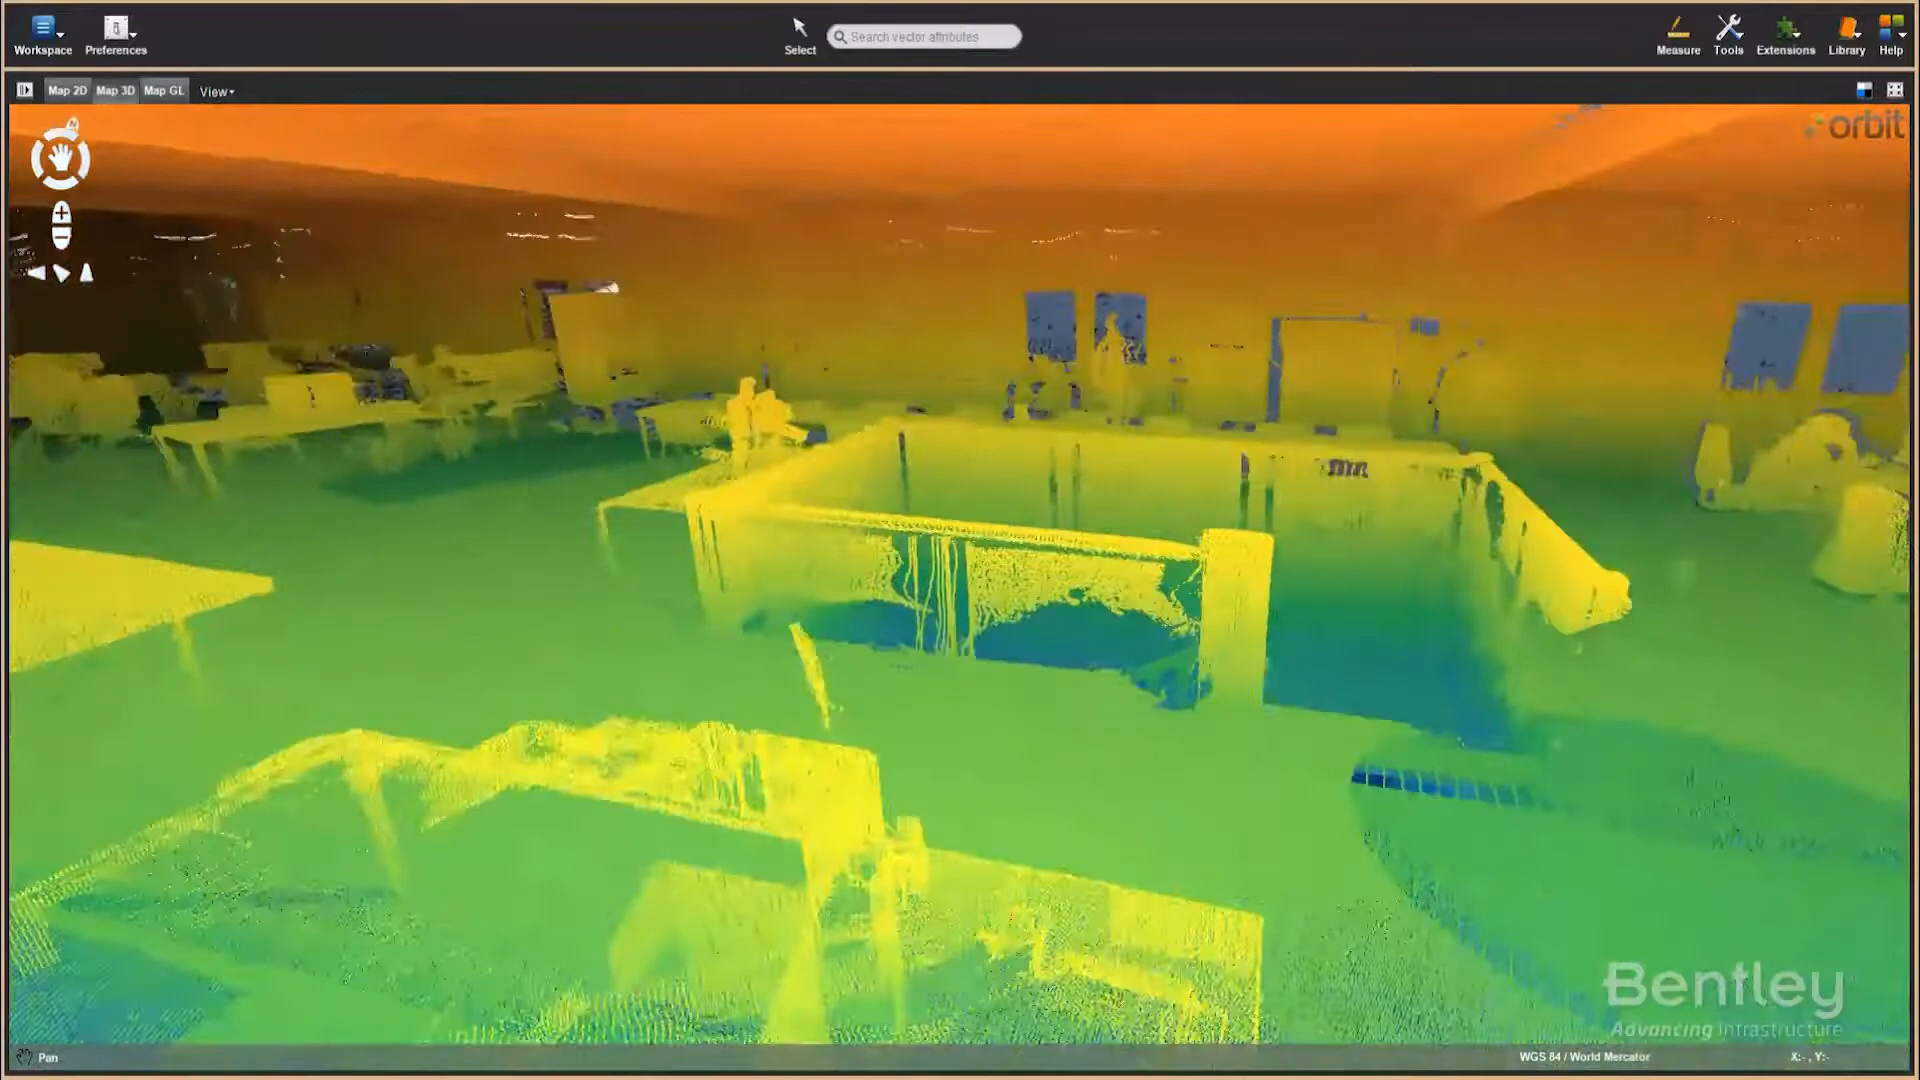 Workspace
Preferences
Select
Search vector attributes
Measure
Tools
Extensions
Library
Help
Map 2D
Map 3D
Map GL
View
orbit
Bentley
Advancing Infrastructure
Pan
WGS 84 / World Mercator
X:- , Y:-